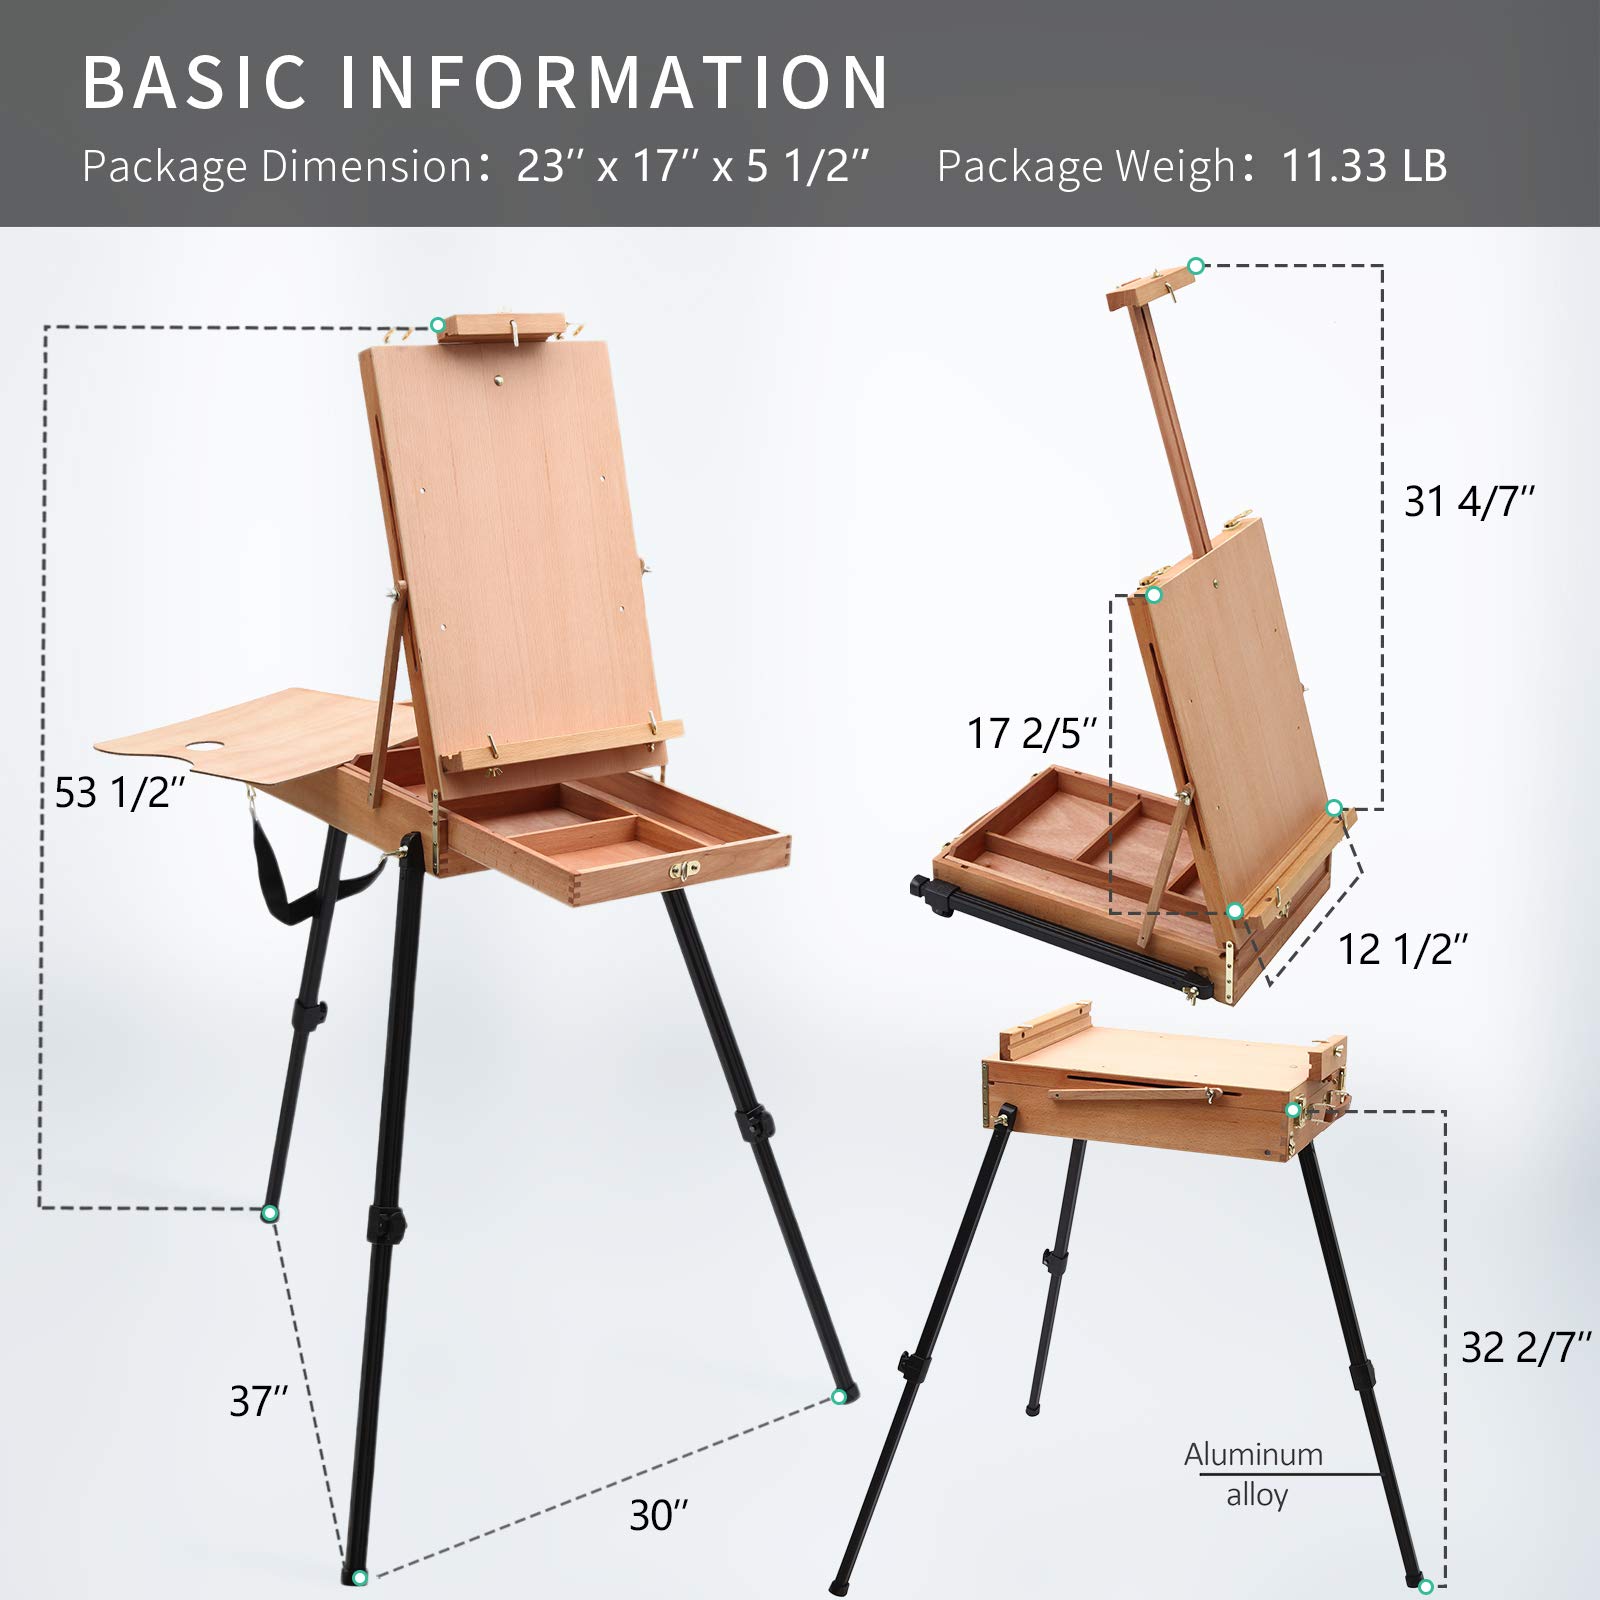 BASIC INFORMATION
Package Dimension： 23″ x 17″ x 5 1/2″ Package Weigh： 11.33 LB
31 4/7″
17 2/5″
53 1/2″
12 1/2″
32 2/7″
37″
Aluminum
alloy
30″